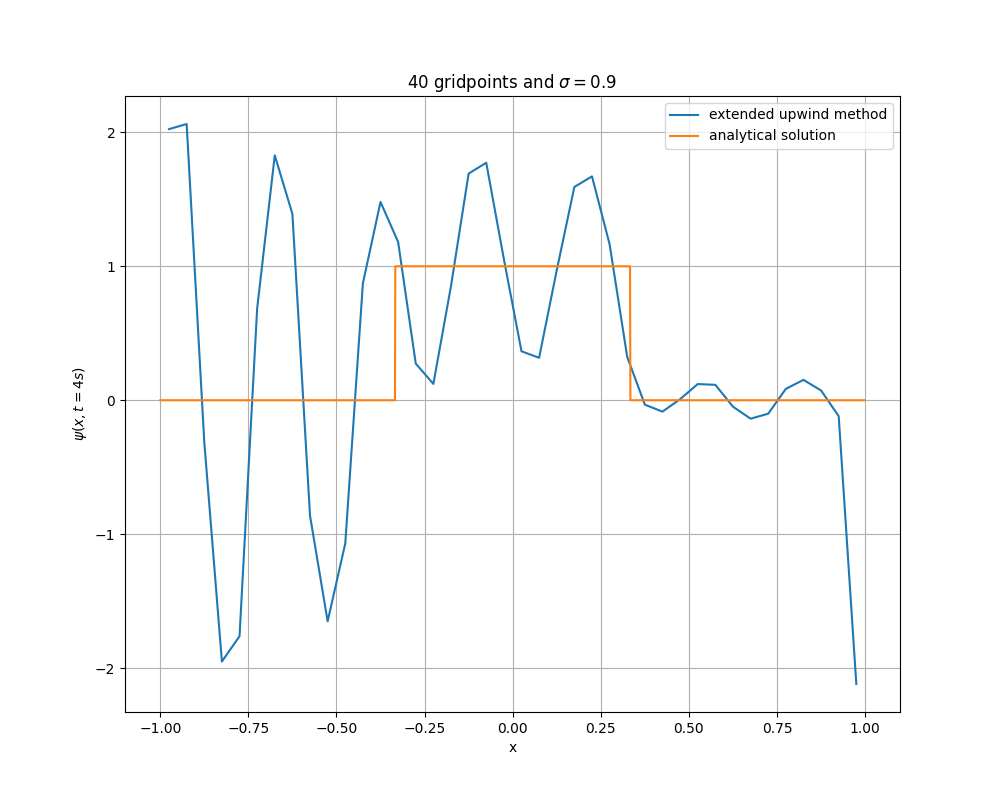 40 gridpoints and σ = 0.9
extended upwind method
analytical solution
ψ(x, t = 4s)
2
1
0
−1
−2
−1.00 −0.75 −0.50 −0.25 0.00 0.25 0.50 0.75 1.00
x